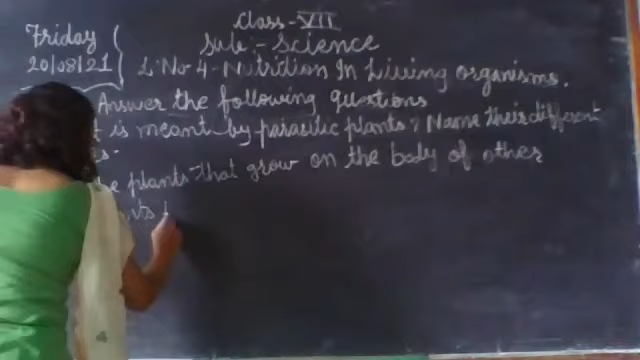 Class-VII
Friday
Sub:- Science
20/08/21
L.No 4-Nutrition In Living organisms.
Answer the following questions
is meant by parasitic plants? Name their different
plants that grow on the body of other